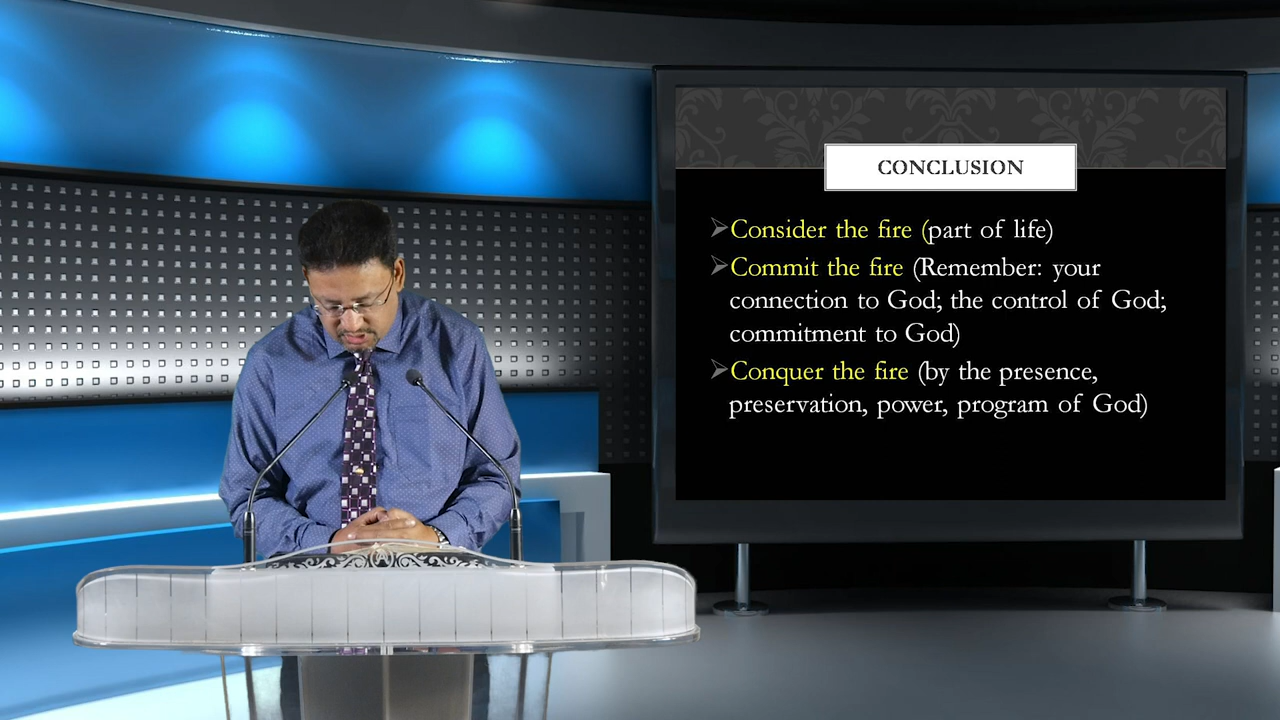 CONCLUSION
➢Consider the fire (part of life)
➢Commit the fire (Remember: your
connection to God; the control of God;
commitment to God)
➢Conquer the fire (by the presence,
preservation, power, program of God)